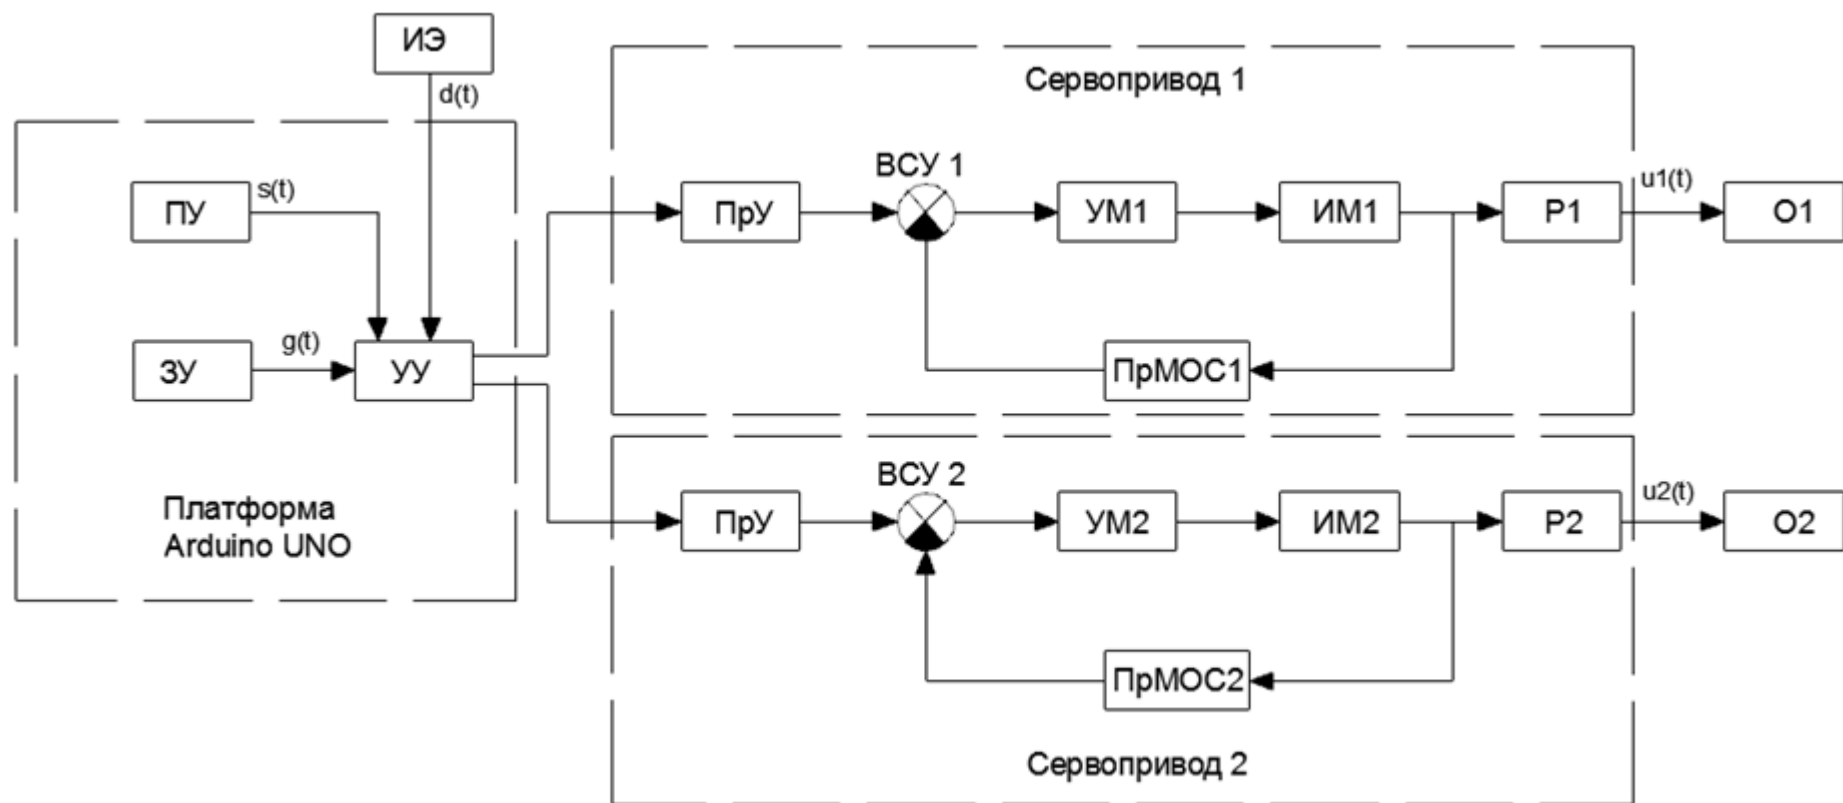 ИЭ
d(t)
Сервопривод 1
ВСУ 1
u1(t)
ПУ
s(t)
ПрУ
УМ1
ИМ1
Р1
О1
ЗУ
g(t)
УУ
ПрМОС1
ВСУ 2
u2(t)
Платформа
Arduino UNO
ПрУ
УМ2
ИМ2
Р2
О2
ПрМОС2
Сервопривод 2